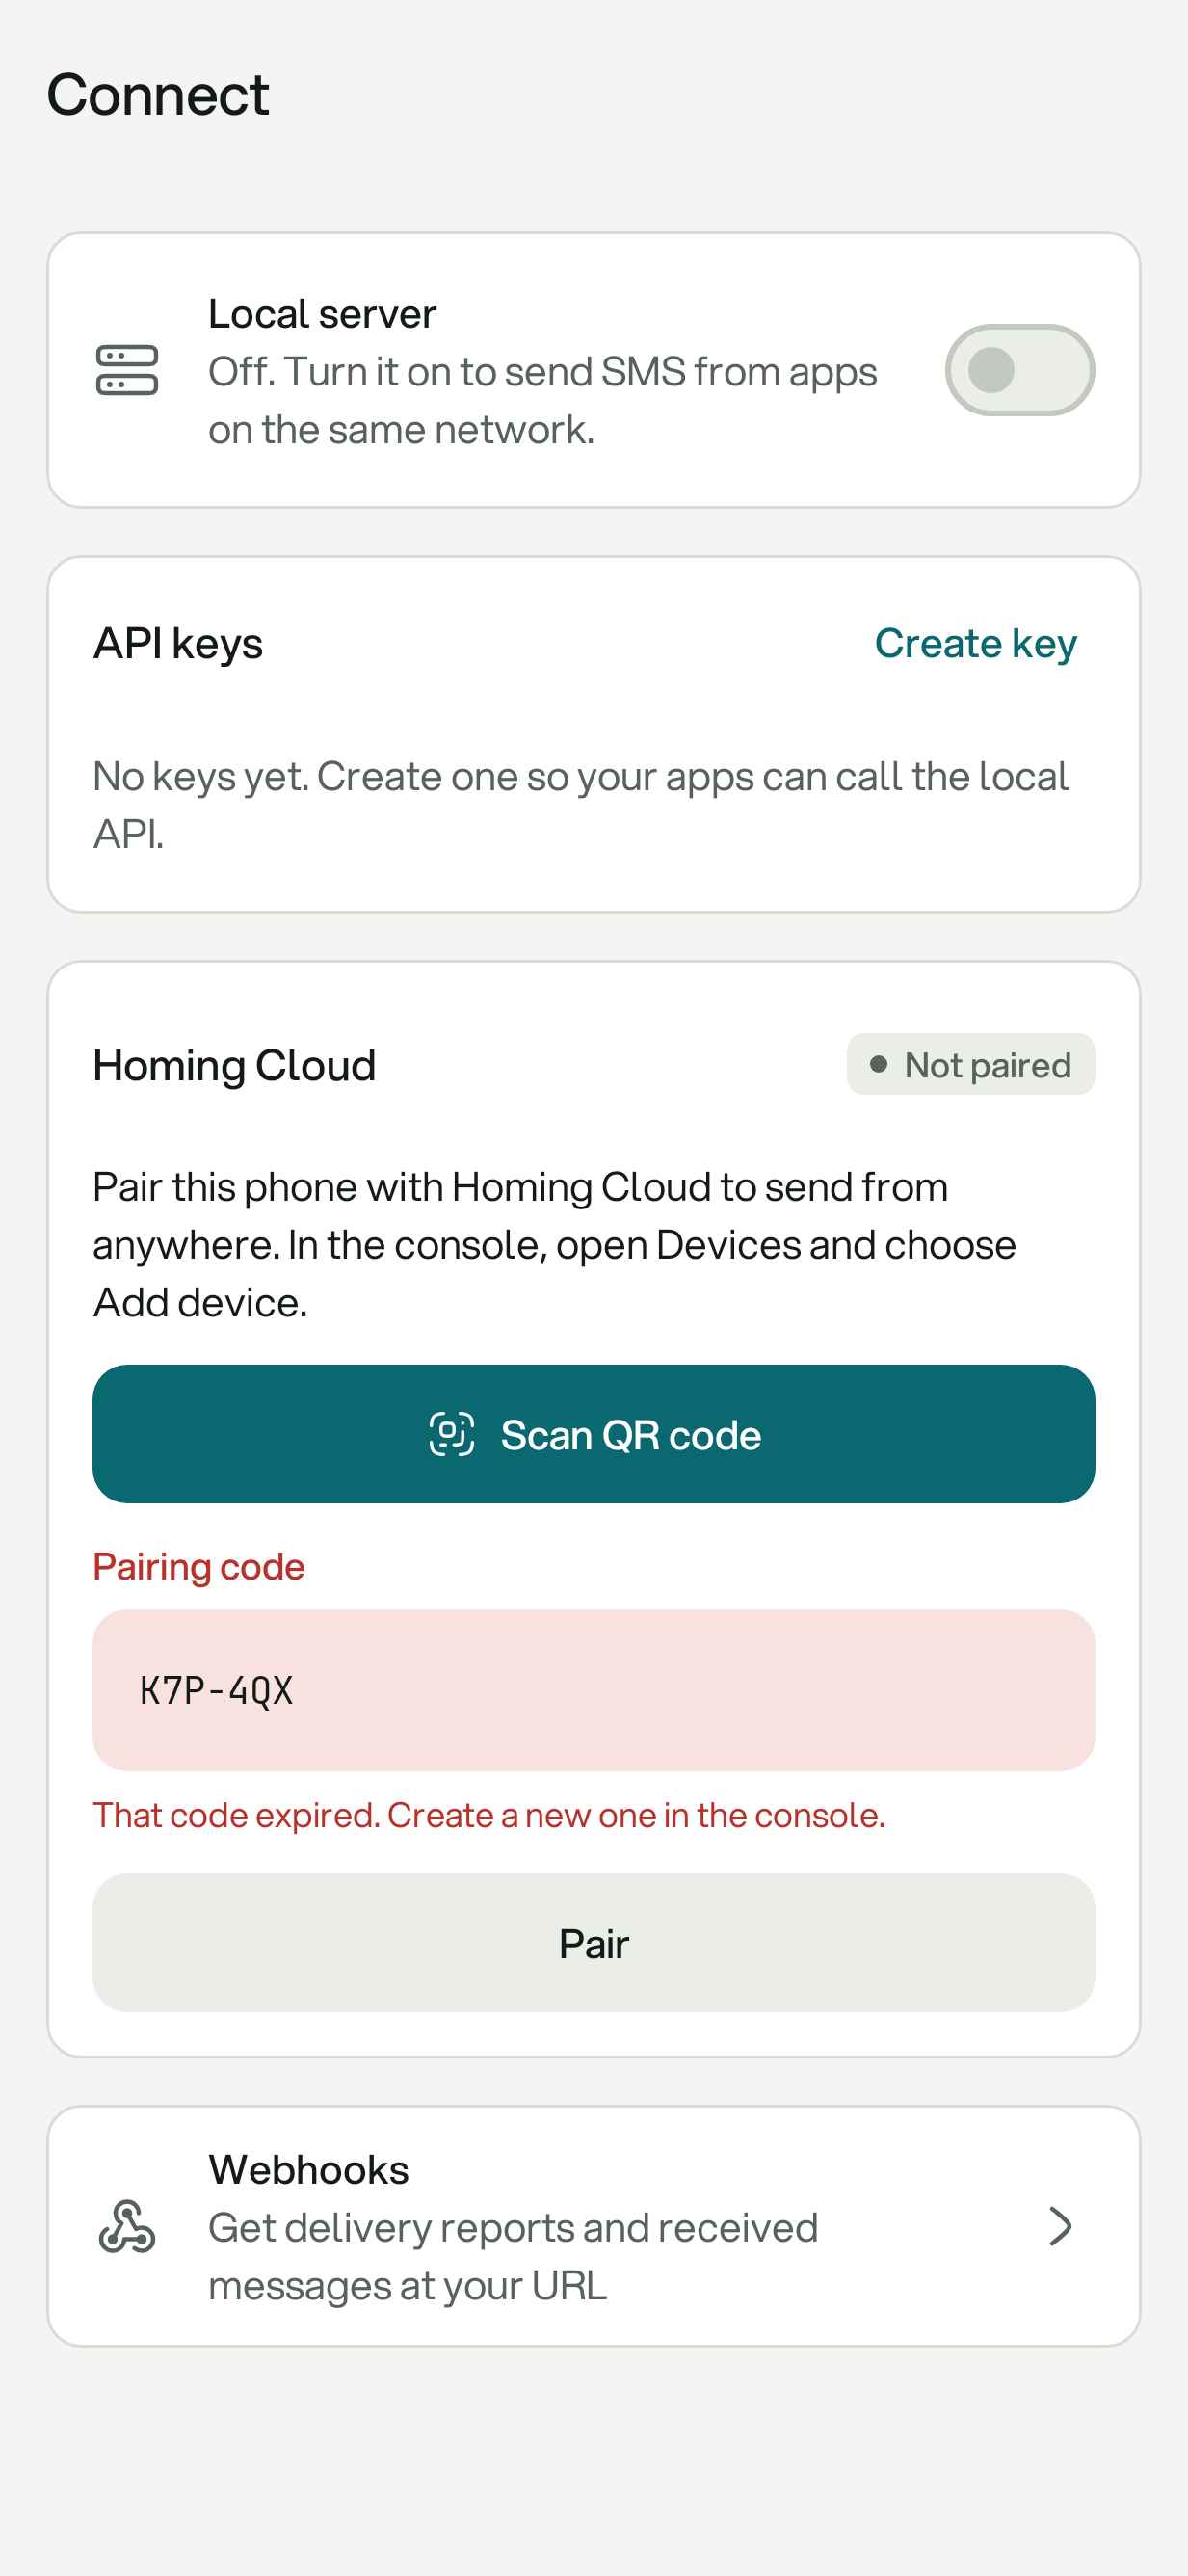 Connect
Local server
Off. Turn it on to send SMS from apps
on the same network.
API keys
Create key
No keys yet. Create one so your apps can call the local
API.
Homing Cloud
Not paired
Pair this phone with Homing Cloud to send from
anywhere. In the console, open Devices and choose
Add device.
Scan QR code
Pairing code
K7P-4QX
That code expired. Create a new one in the console.
Pair
Webhooks
Get delivery reports and received
messages at your URL